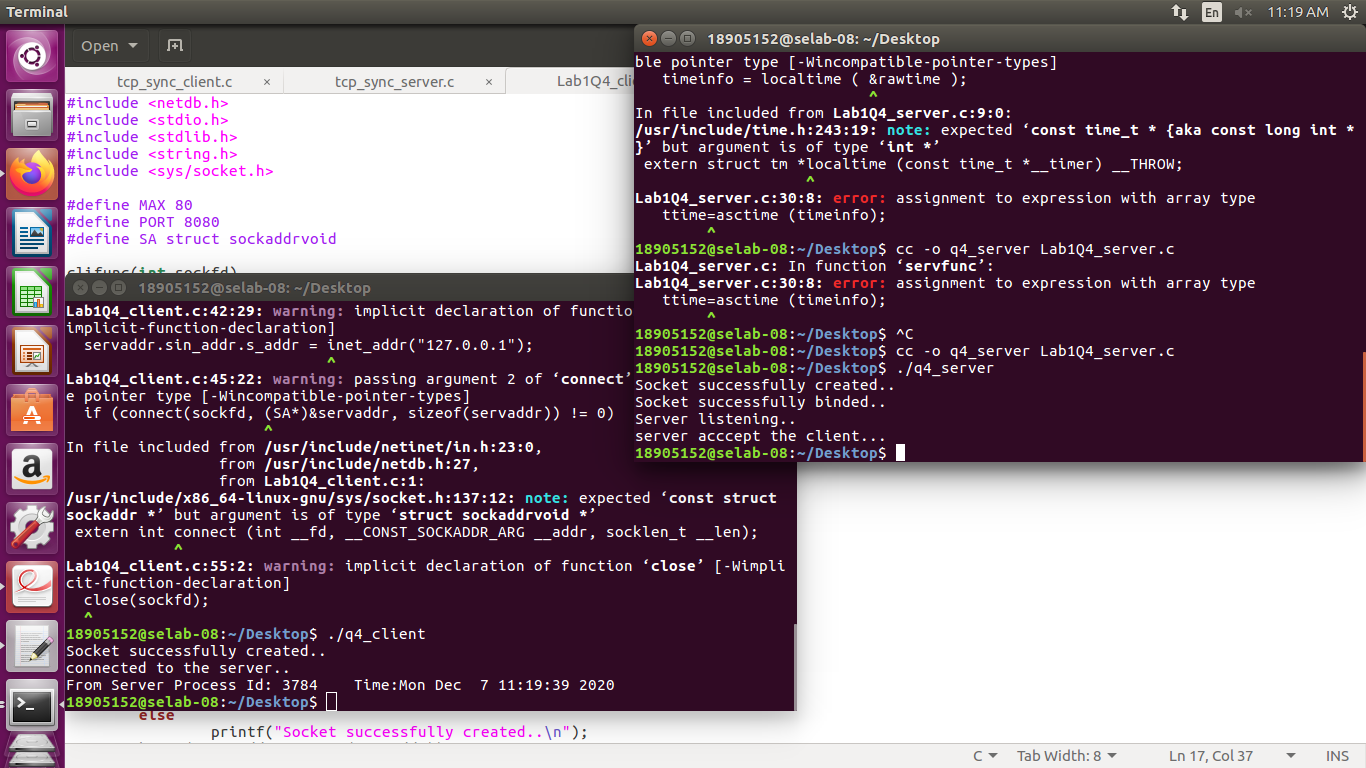 Terminal
En
11:19 AM
Open
tcp_sync_client.c ×
tcp_sync_server.c ×
Lab1Q4_clie
#include <netdb.h>
#include <stdio.h>
#include <stdlib.h>
#include <string.h>
#include <sys/socket.h>
#define MAX 80
#define PORT 8080
#define SA struct sockaddrvoid
clifunc(int sockfd)
18905152@selab-08: ~/Desktop
Lab1Q4_client.c:42:29: warning: implicit declaration of functio
implicit-function-declaration]
servaddr.sin_addr.s_addr = inet_addr("127.0.0.1");
^
Lab1Q4_client.c:45:22: warning: passing argument 2 of ‘connect’
e pointer type [-Wincompatible-pointer-types]
if (connect(sockfd, (SA*)&servaddr, sizeof(servaddr)) != 0)
^
In file included from /usr/include/netinet/in.h:23:0,
from /usr/include/netdb.h:27,
from Lab1Q4_client.c:1:
/usr/include/x86_64-linux-gnu/sys/socket.h:137:12: note: expected ‘const struct
sockaddr *’ but argument is of type ‘struct sockaddrvoid *’
extern int connect (int __fd, __CONST_SOCKADDR_ARG __addr, socklen_t __len);
^
Lab1Q4_client.c:55:2: warning: implicit declaration of function ‘close’ [-Wimpli
cit-function-declaration]
close(sockfd);
^
18905152@selab-08:~/Desktop$ ./q4_client
Socket successfully created..
connected to the server..
From Server Process Id: 3784    Time:Mon Dec  7 11:19:39 2020
18905152@selab-08:~/Desktop$
else
printf("Socket successfully created..\n");
18905152@selab-08: ~/Desktop
ble pointer type [-Wincompatible-pointer-types]
timeinfo = localtime ( &rawtime );
^
In file included from Lab1Q4_server.c:9:0:
/usr/include/time.h:243:19: note: expected ‘const time_t * {aka const long int *
}’ but argument is of type ‘int *’
extern struct tm *localtime (const time_t *__timer) __THROW;
^
Lab1Q4_server.c:30:8: error: assignment to expression with array type
ttime=asctime (timeinfo);
^
18905152@selab-08:~/Desktop$ cc -o q4_server Lab1Q4_server.c
Lab1Q4_server.c: In function ‘servfunc’:
Lab1Q4_server.c:30:8: error: assignment to expression with array type
ttime=asctime (timeinfo);
^
18905152@selab-08:~/Desktop$ ^C
18905152@selab-08:~/Desktop$ cc -o q4_server Lab1Q4_server.c
18905152@selab-08:~/Desktop$ ./q4_server
Socket successfully created..
Socket successfully binded..
Server listening..
server acccept the client...
18905152@selab-08:~/Desktop$
C
Tab Width: 8
Ln 17, Col 37
INS